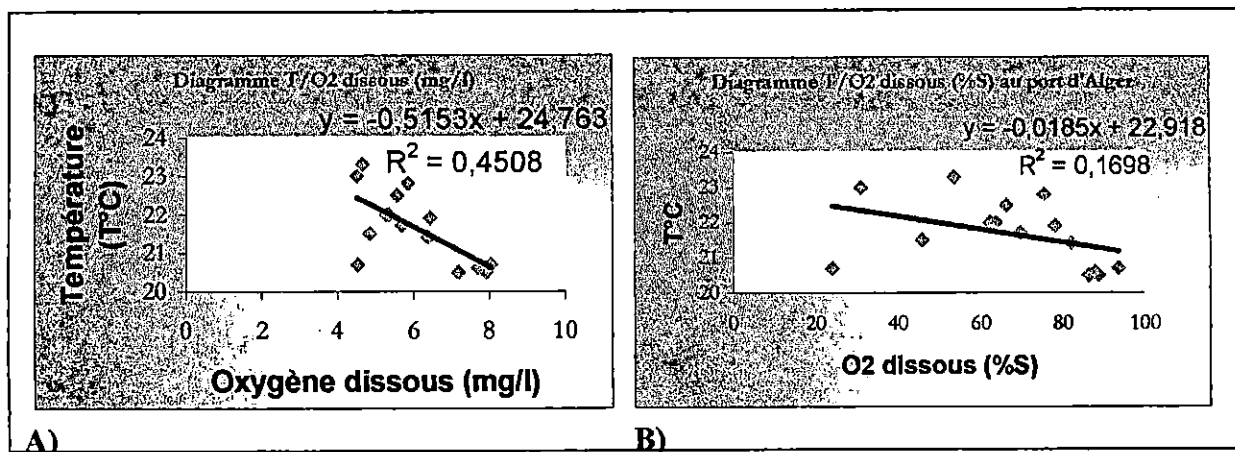 Diagramme T/O2 dissous (mg/l)
y = -0,5153x + 24,763
R² = 0,4508
Température
(T°C)
24
23
22
21
20
0 2 4 6 8 10
Oxygène dissous (mg/l)
A)
Diagramme T/O2 dissous (%S) au port d'Alger
y = -0,0185x + 22,918
R² = 0,1698
T°C
24
23
22
21
20
0 20 40 60 80 100
O2 dissous (%S)
B)